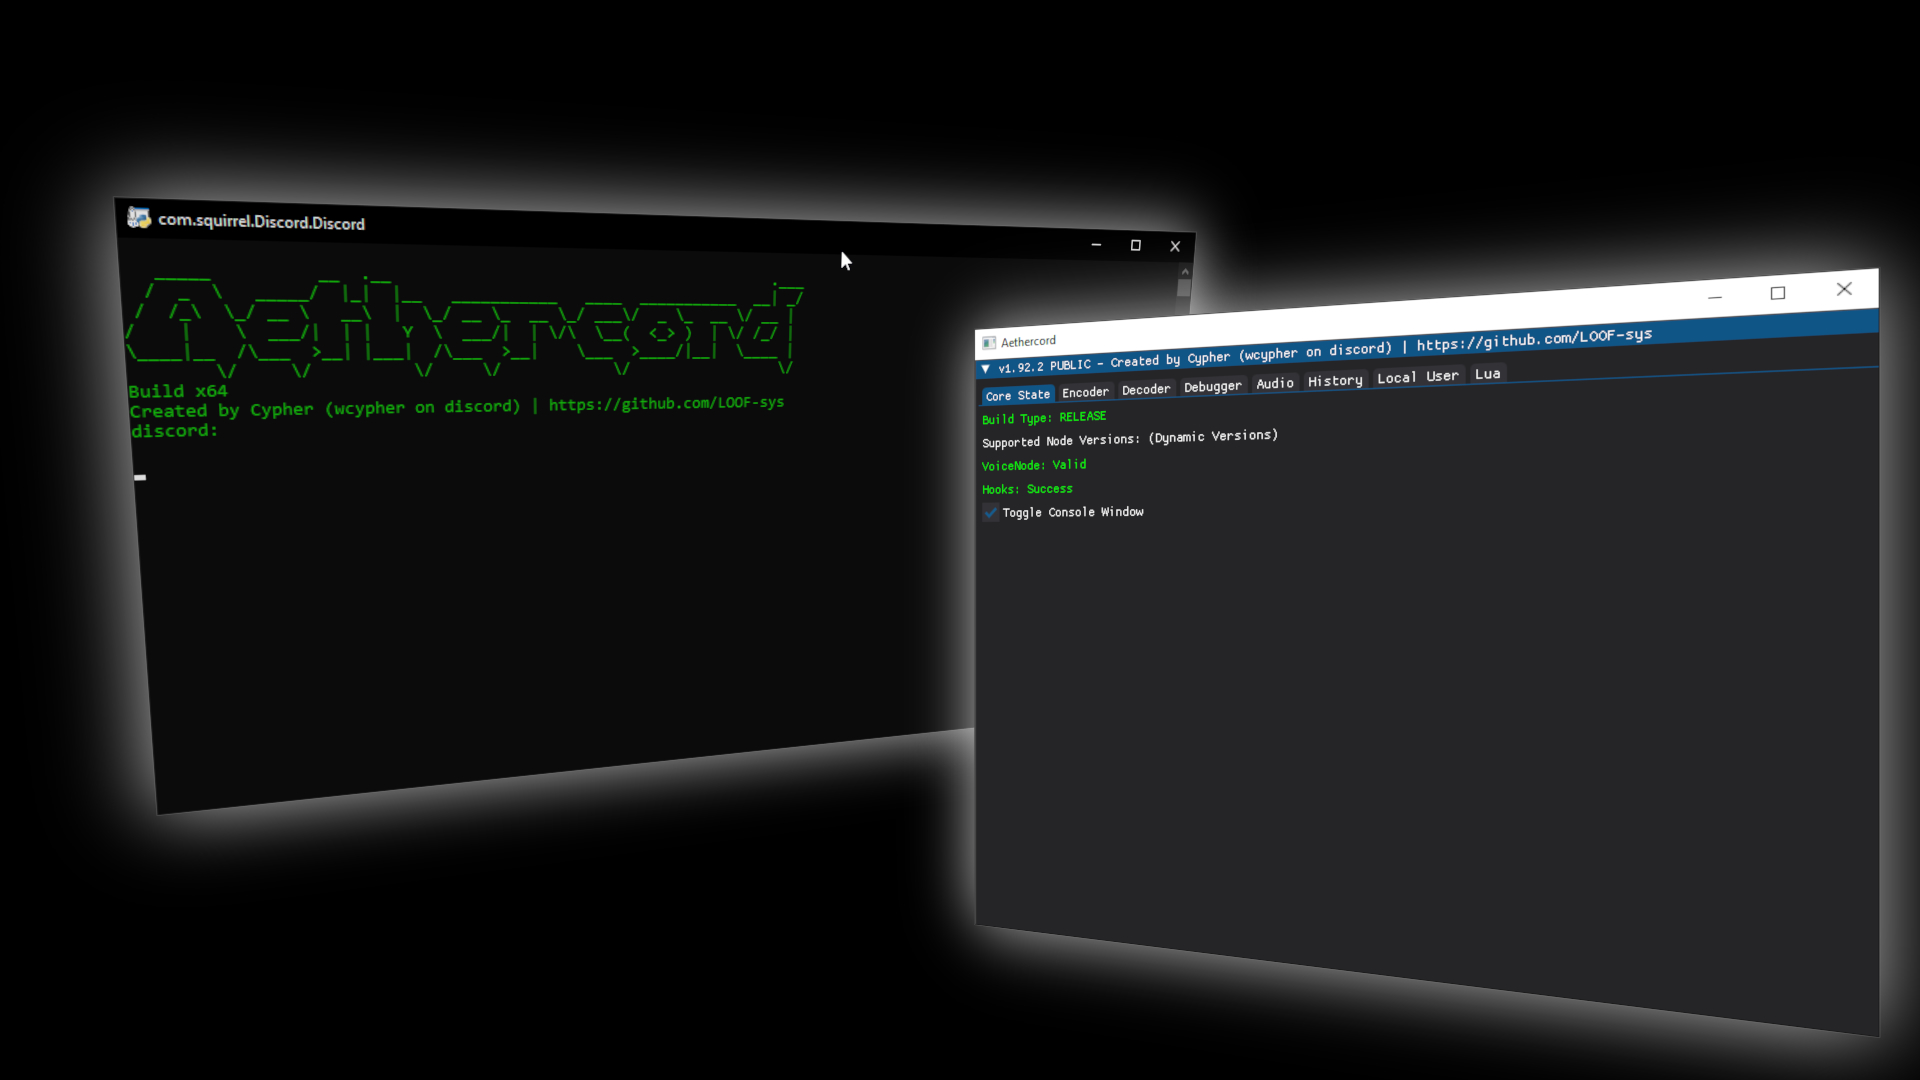 com.squirrel.Discord.Discord
Aethercord
Build x64
Created by Cypher (wcypher on discord) | https://github.com/LOOF-sys
discord:
Aethercord
v1.92.2 PUBLIC - Created by Cypher (wcypher on discord) | https://github.com/LOOF-sys
Core State Encoder Decoder Debugger Audio History Local User Lua
Build Type: RELEASE
Supported Node Versions: (Dynamic Versions)
VoiceNode: Valid
Hooks: Success
Toggle Console Window